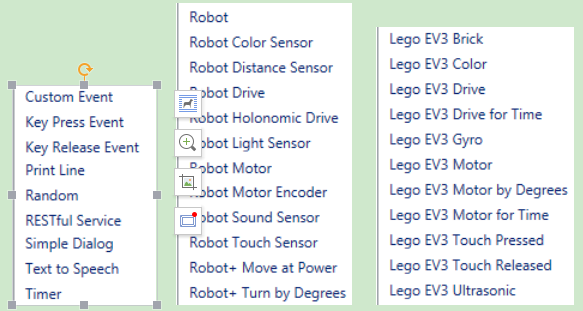 Custom Event
Key Press Event
Key Release Event
Print Line
Random
RESTful Service
Simple Dialog
Text to Speech
Timer
Robot
Robot Color Sensor
Robot Distance Sensor
Robot Drive
Robot Holonomic Drive
Robot Light Sensor
Robot Motor
Robot Motor Encoder
Robot Sound Sensor
Robot Touch Sensor
Robot+ Move at Power
Robot+ Turn by Degrees
Lego EV3 Brick
Lego EV3 Color
Lego EV3 Drive
Lego EV3 Drive for Time
Lego EV3 Gyro
Lego EV3 Motor
Lego EV3 Motor by Degrees
Lego EV3 Motor for Time
Lego EV3 Touch Pressed
Lego EV3 Touch Released
Lego EV3 Ultrasonic